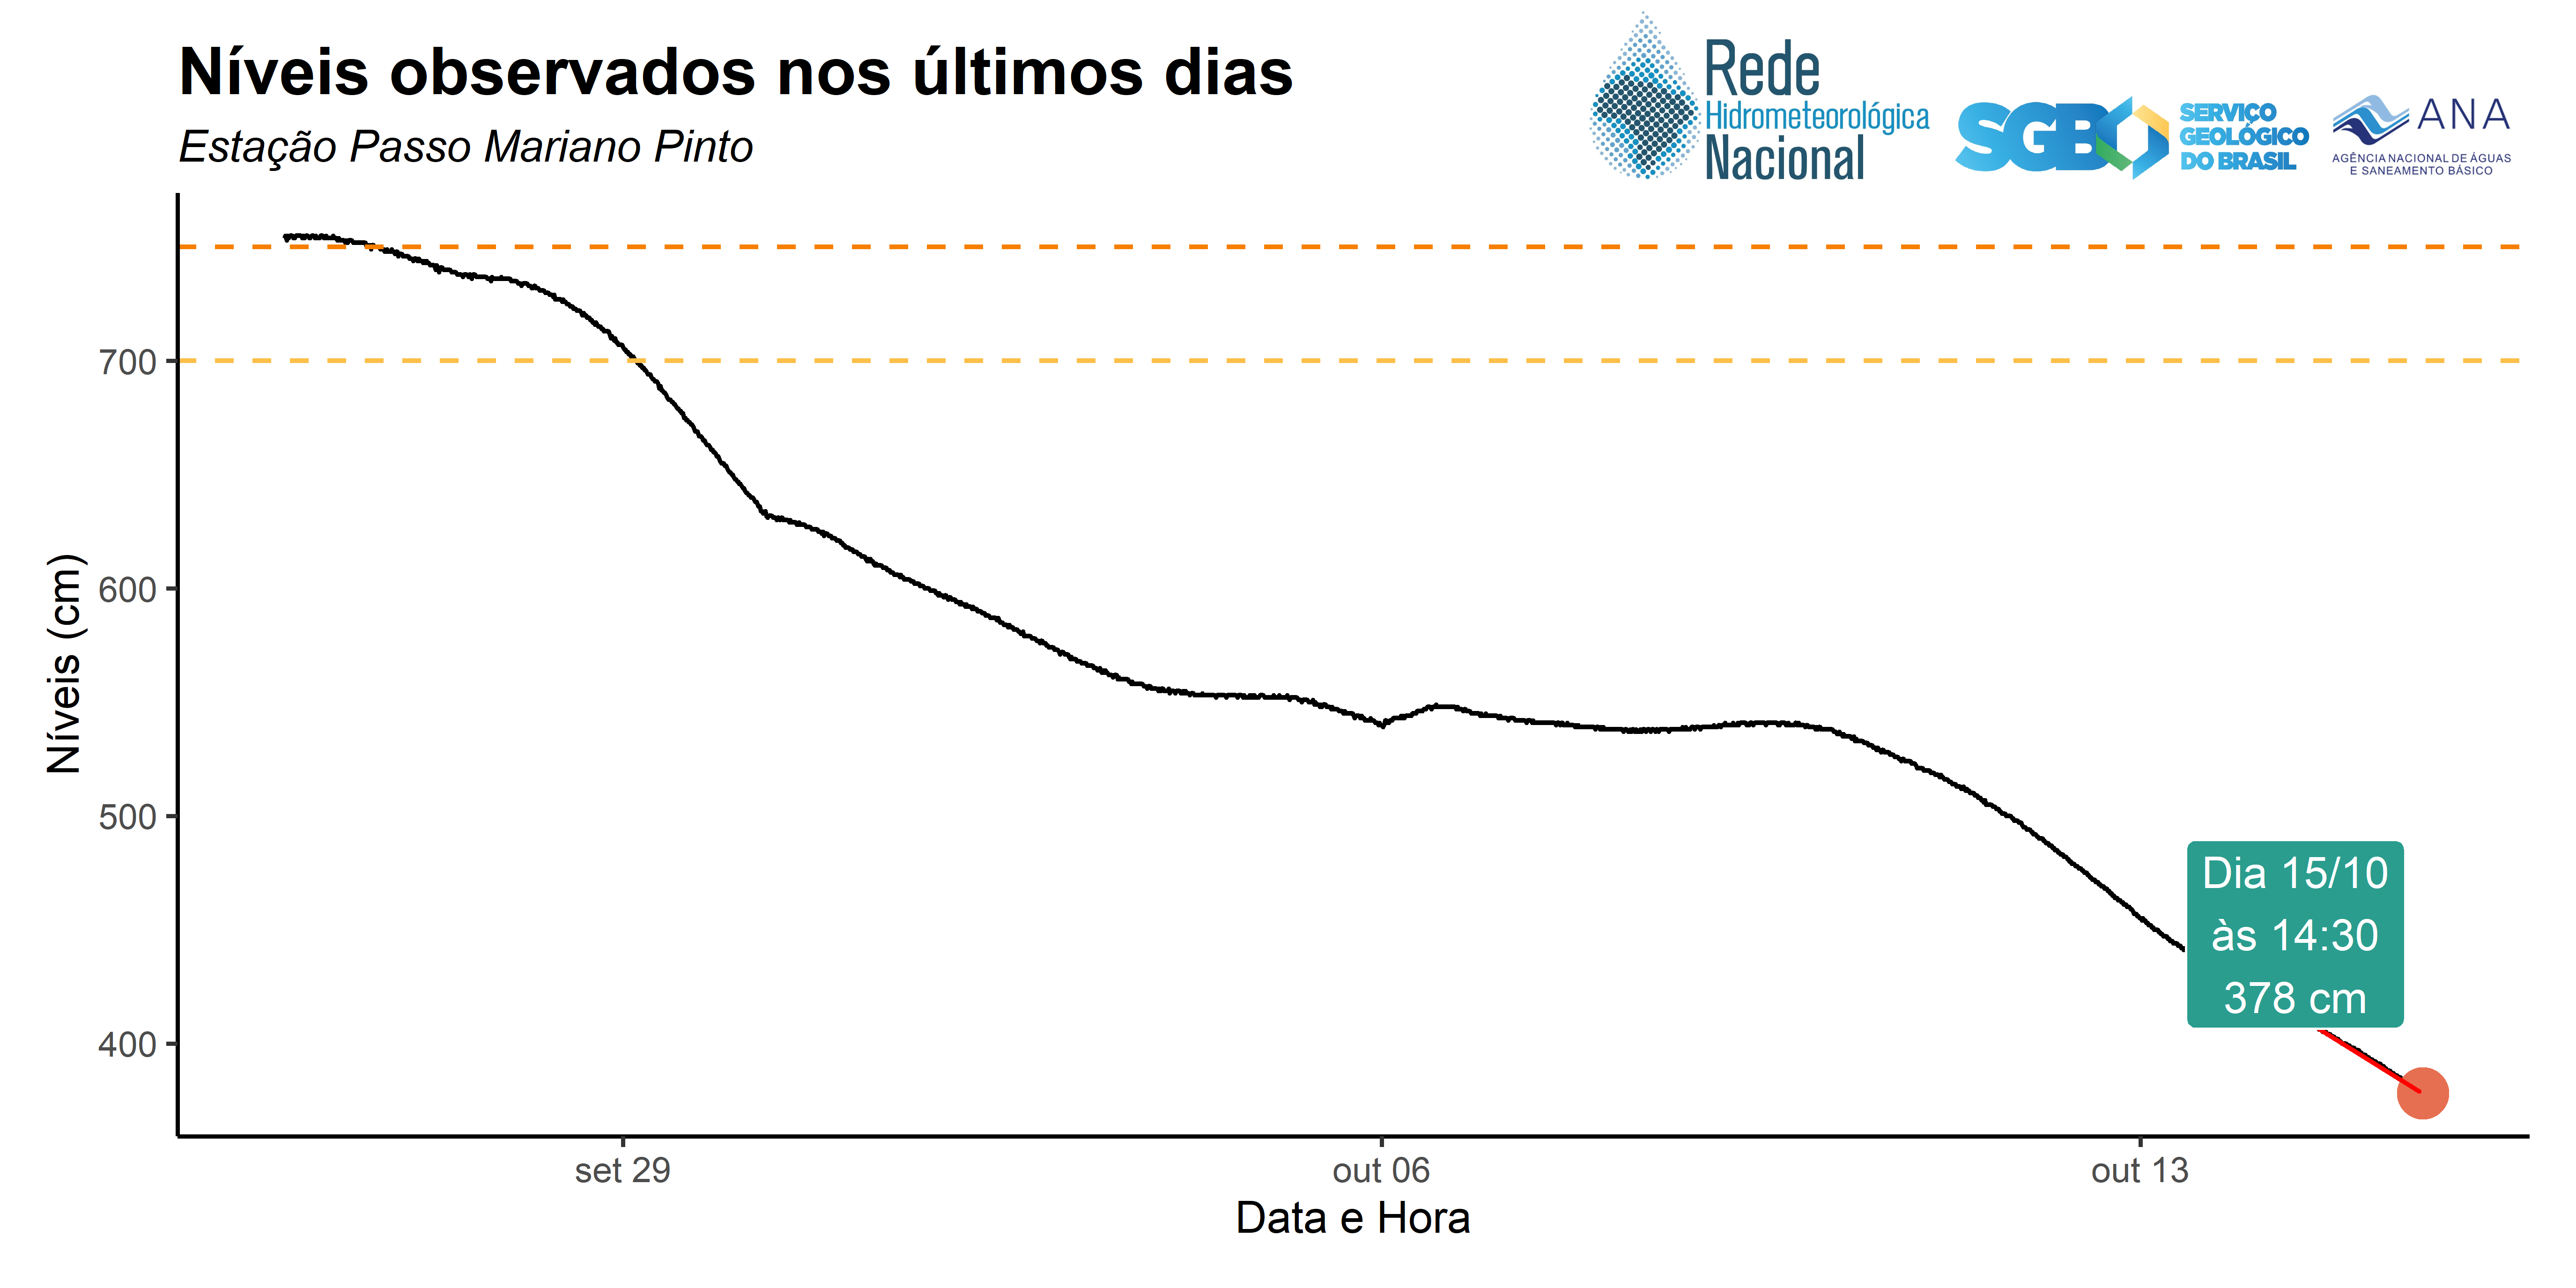 Níveis observados nos últimos dias
Estação Passo Mariano Pinto
Rede
Hidrometeorológica
Nacional
SGB
SERVIÇO
GEOLÓGICO
DO BRASIL
ANA
AGÊNCIA NACIONAL DE ÁGUAS
E SANEAMENTO BÁSICO
Níveis (cm)
700
600
500
400
Dia 15/10
às 14:30
378 cm
set 29
out 06
out 13
Data e Hora